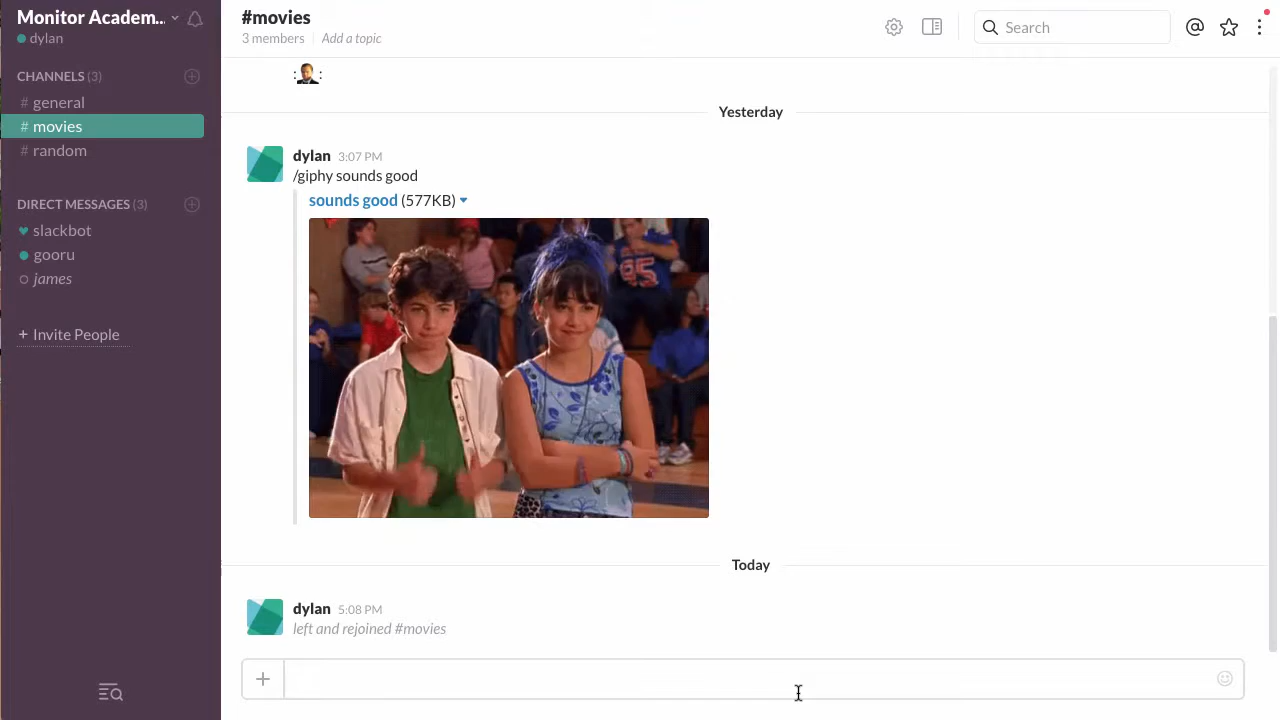 Monitor Academ...
dylan
CHANNELS (3)
# general
# movies
# random
DIRECT MESSAGES (3)
slackbot
gooru
james
+ Invite People
#movies
3 members
Add a topic
Search
Yesterday
dylan 3:07 PM
/giphy sounds good
sounds good (577KB)
95
Today
dylan 5:08 PM
left and rejoined #movies